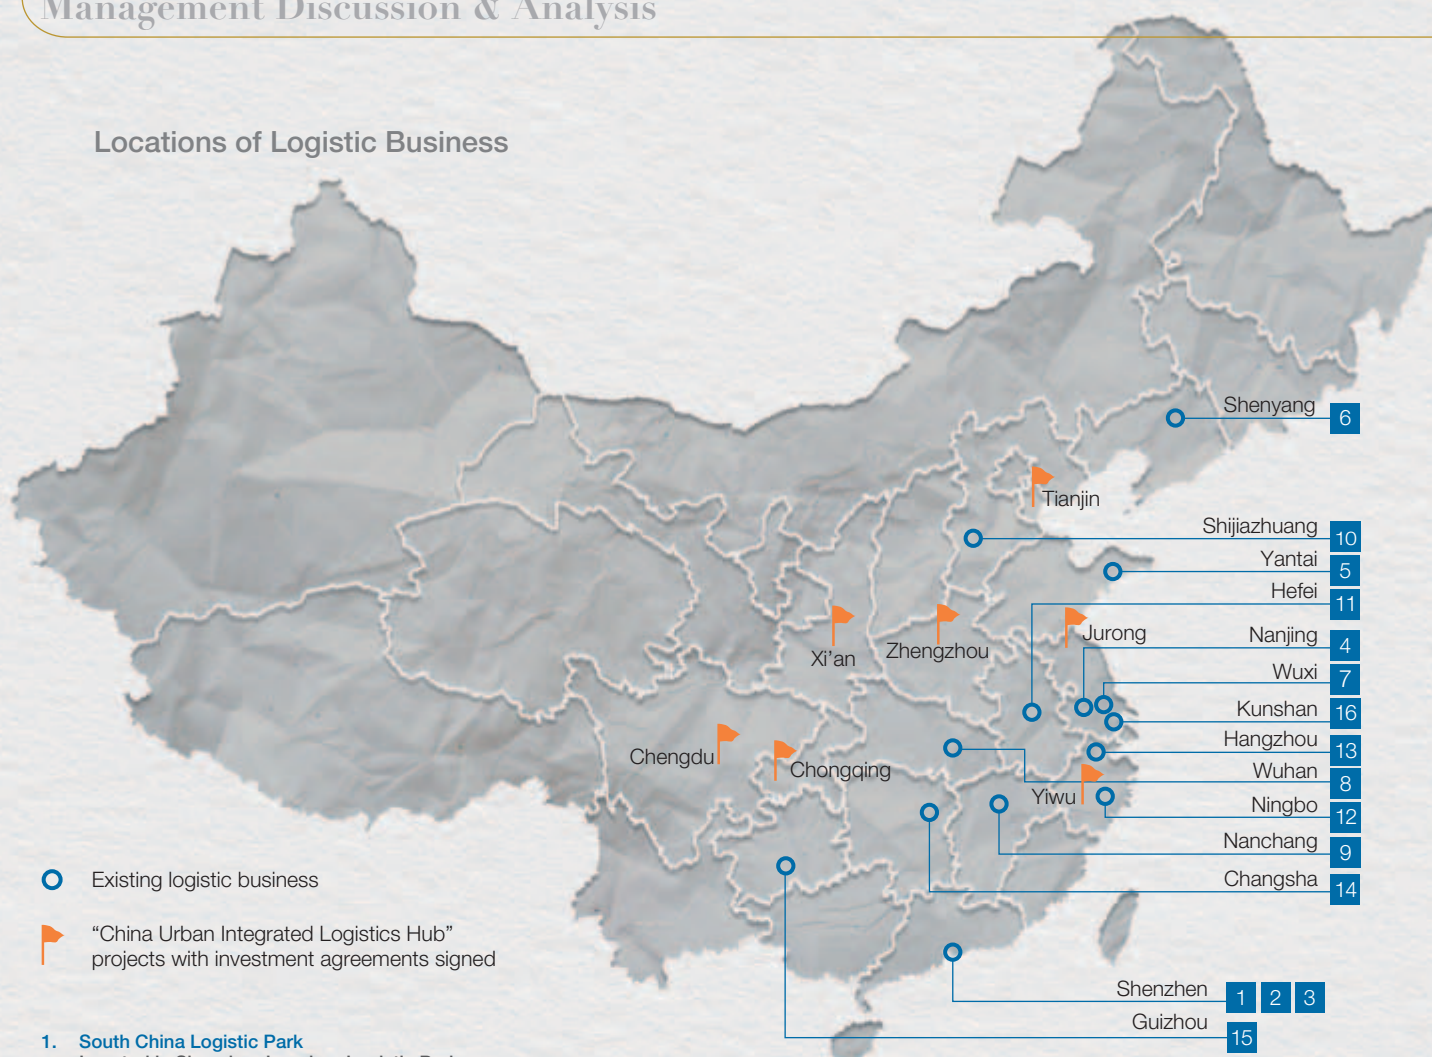 Management Discussion & Analysis
Locations of Logistic Business
Shenyang 6
Tianjin
Shijiazhuang 10
Yantai 5
Hefei 11
Jurong
Nanjing 4
Xi'an
Zhengzhou
Wuxi 7
Kunshan 16
Hangzhou 13
Chengdu
Chongqing
Wuhan 8
Yiwu
Ningbo 12
Nanchang 9
Changsha 14
Existing logistic business
“China Urban Integrated Logistics Hub”
projects with investment agreements signed
Shenzhen 1 2 3
Guizhou 15
1. South China Logistic Park